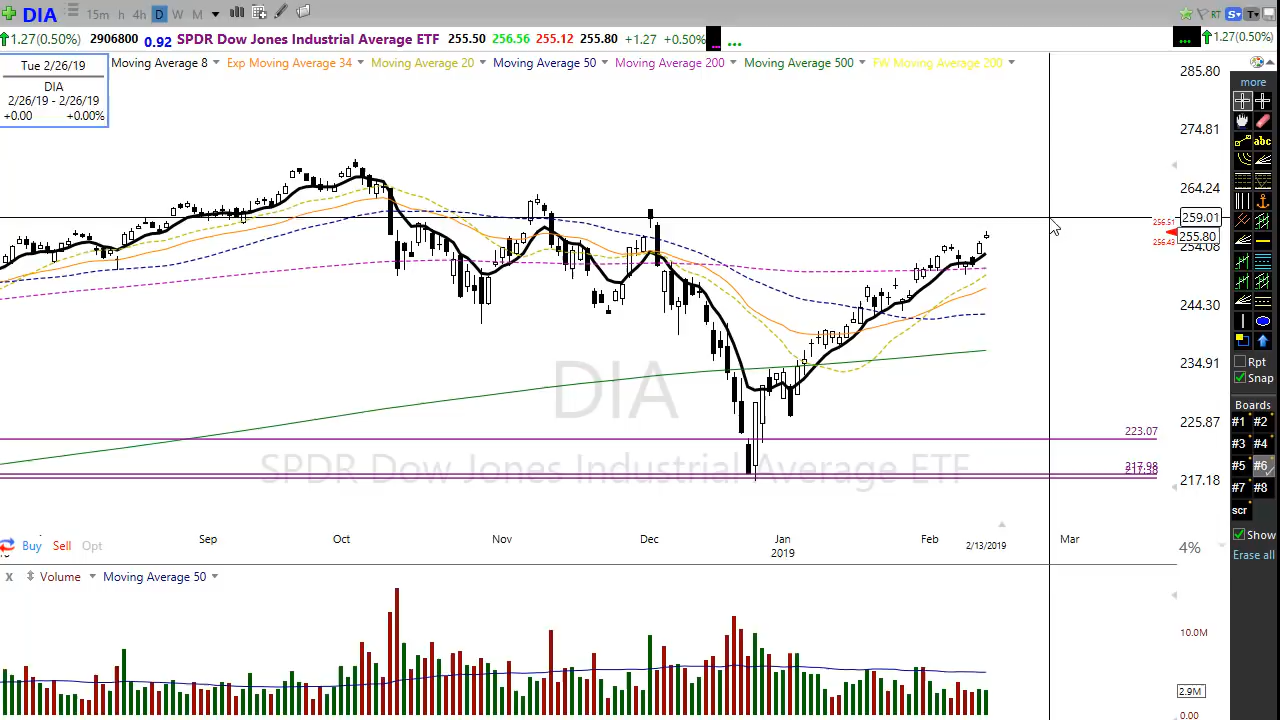 DIA 15m h 4h D W M
1.27(0.50%) 2906800 0.92 SPDR Dow Jones Industrial Average ETF 255.50 256.56 255.12 255.80 +1.27 +0.50% ... 1.27(0.50%)
RT S T
Tue 2/26/19
DIA
2/26/19 - 2/26/19
+0.00 +0.00%
Moving Average 8 Exp Moving Average 34 Moving Average 20 Moving Average 50 Moving Average 200 Moving Average 500 FW Moving Average 200
285.80
274.81
264.24
259.01
256.51
255.80
256.43
254.08
244.30
234.91
225.87
217.18
223.07
217.98
DIA
SPDR Dow Jones Industrial Average ETF
Sep Oct Nov Dec Jan Feb Mar
2019 2/13/2019
Buy Sell Opt
4%
X Volume Moving Average 50
10.0M
2.9M
0.00
more
abc
Rpt
Snap
Boards
#1 #2
#3 #4
#5 #6
#7 #8
scr
Show
Erase all